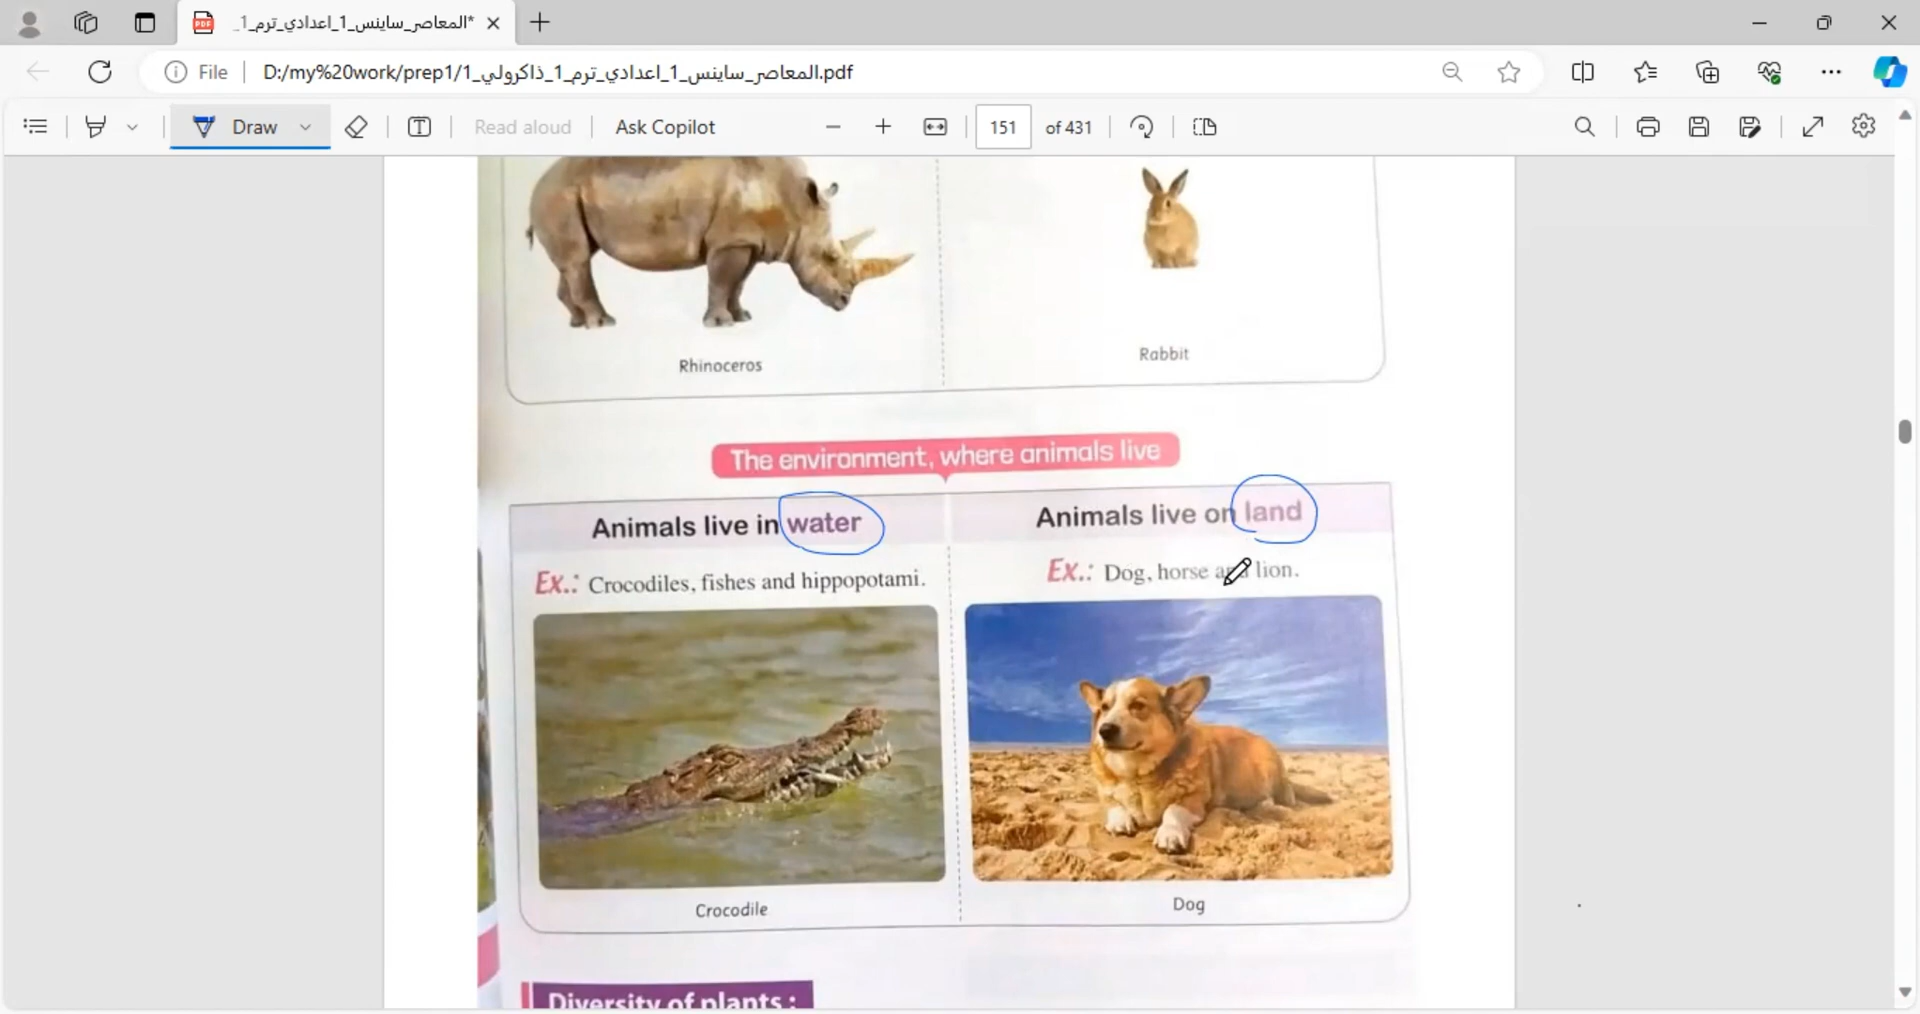 *المعاصر_ساينس_1_اعدادي_ترم_1_
File
D:/my%20work/prep1/المعاصر_ساينس_1_اعدادي_ترم_1_ذاكرولي_1.pdf
Draw
Read aloud
Ask Copilot
151
of 431
Rhinoceros
Rabbit
The environment, where animals live
Animals live in water
Animals live on land
Ex.: Crocodiles, fishes and hippopotami.
Ex.: Dog, horse and lion.
Crocodile
Dog
Diversity of plants :